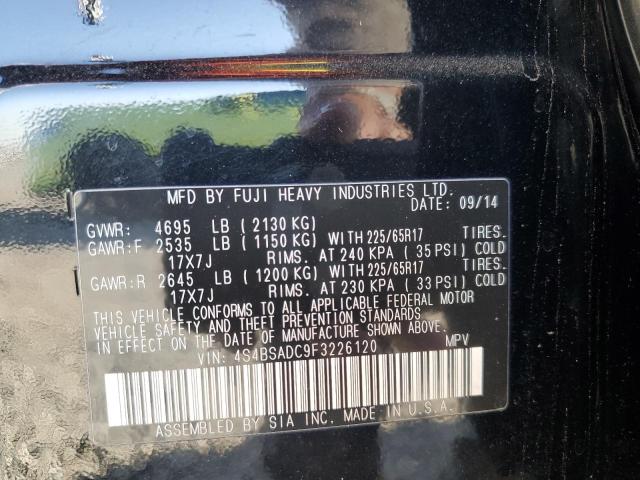 MFD BY FUJI HEAVY INDUSTRIES LTD.
DATE: 09/14
GVWR: 4695 LB ( 2130 KG)
GAWR:F 2535 LB ( 1150 KG) WITH 225/65R17 TIRES.
17X7J RIMS. AT 240 KPA ( 35 PSI) COLD
GAWR:R 2645 LB ( 1200 KG) WITH 225/65R17 TIRES.
17X7J RIMS. AT 230 KPA ( 33 PSI) COLD
THIS VEHICLE CONFORMS TO ALL APPLICABLE FEDERAL MOTOR
VEHICLE SAFETY AND THEFT PREVENTION STANDARDS
IN EFFECT ON THE DATE OF MANUFACTURE SHOWN ABOVE.
VIN: 4S4BSADC9F3226120 MPV
ASSEMBLED BY SIA INC. MADE IN U.S.A.